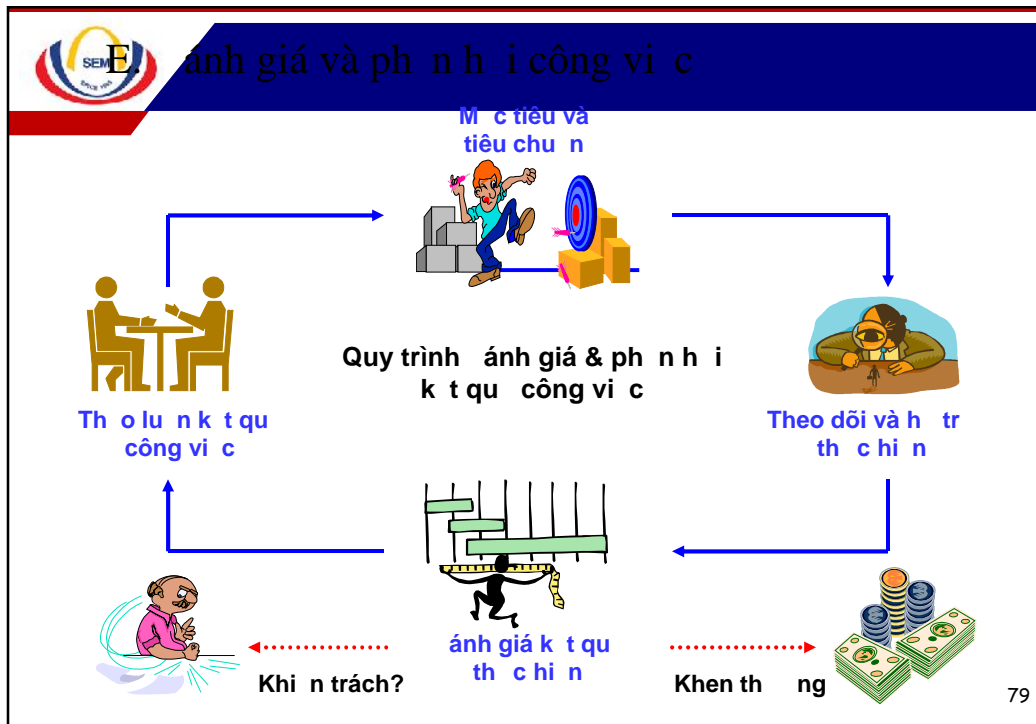 SEM
SINCE 1995
E. ánh giá và ph n h i công vi c
M c tiêu và
tiêu chu n
Quy trình ánh giá & ph n h i
k t qu công vi c
Th o lu n k t qu
công vi c
Theo dõi và h tr
th c hi n
ánh giá k t qu
th c hi n
Khi n trách?
Khen th ng
79